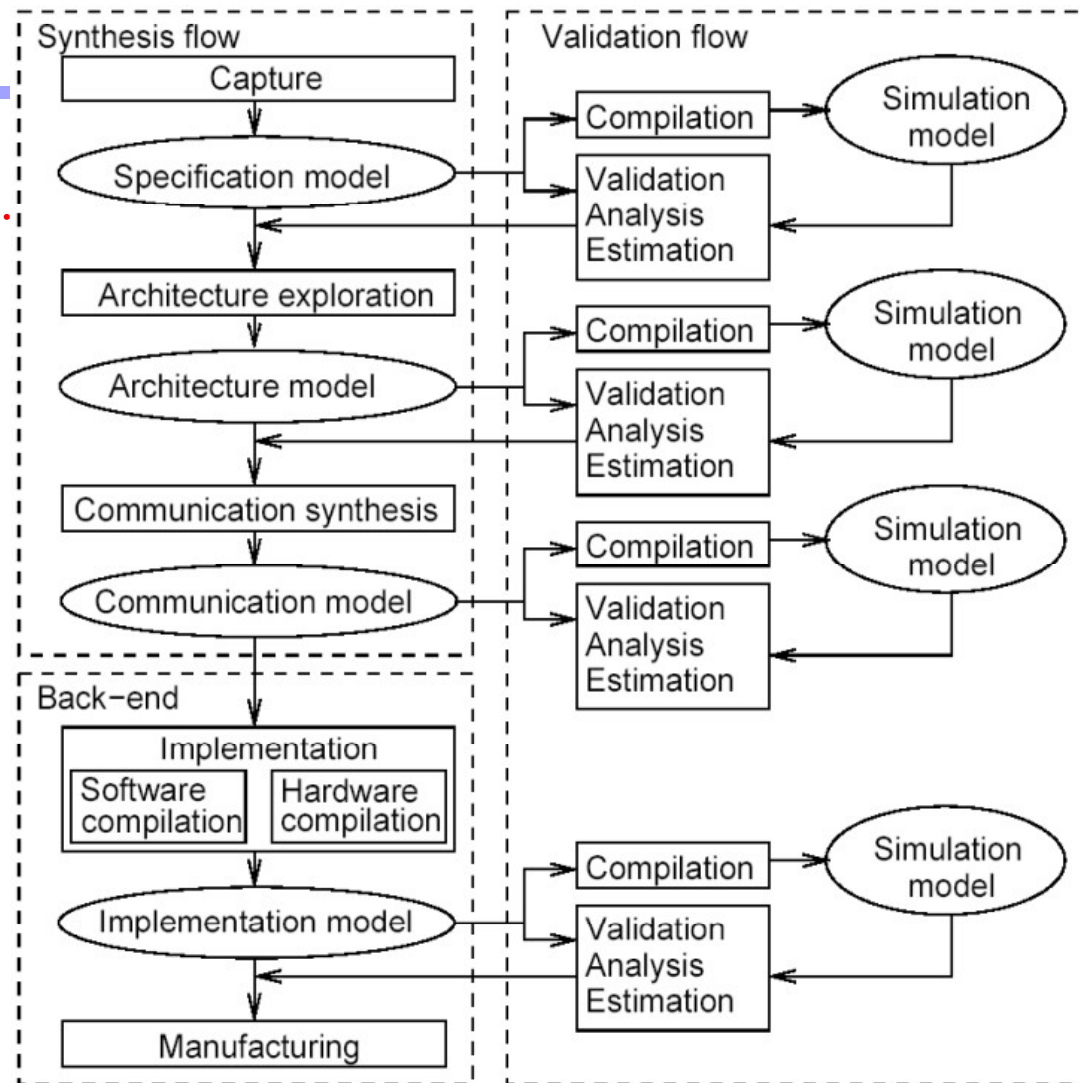 Synthesis flow
Capture
Specification model
Architecture exploration
Architecture model
Communication synthesis
Communication model
Back−end
Implementation
Software
compilation
Hardware
compilation
Implementation model
Manufacturing
Validation flow
Compilation
Simulation
model
Validation
Analysis
Estimation
Compilation
Simulation
model
Validation
Analysis
Estimation
Compilation
Simulation
model
Validation
Analysis
Estimation
Compilation
Simulation
model
Validation
Analysis
Estimation